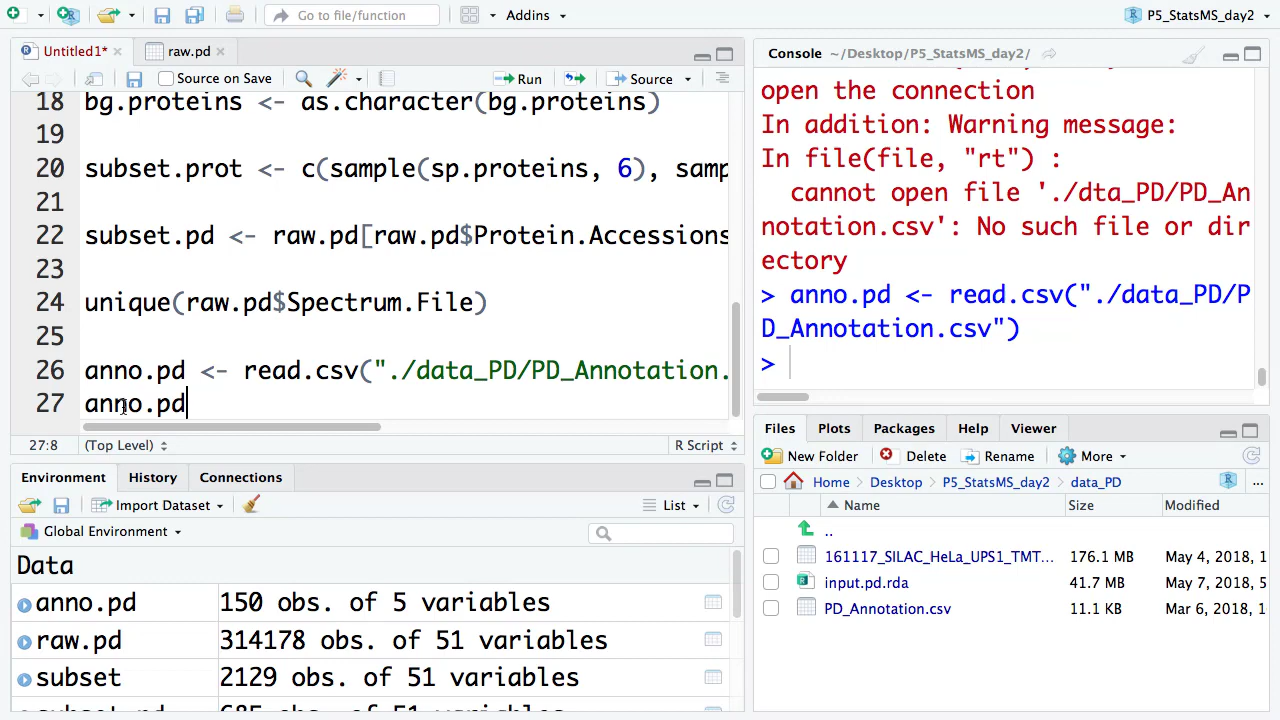 Go to file/function
Addins
P5_StatsMS_day2
Untitled1*
raw.pd
Source on Save
Run
Source
18 bg.proteins <- as.character(bg.proteins)
19
20 subset.prot <- c(sample(sp.proteins, 6), samp
21
22 subset.pd <- raw.pd[raw.pd$Protein.Accessions
23
24 unique(raw.pd$Spectrum.File)
25
26 anno.pd <- read.csv("./data_PD/PD_Annotation.
27 anno.pd
27:8 (Top Level) R Script
Environment History Connections
Import Dataset List
Global Environment
Data
anno.pd 150 obs. of 5 variables
raw.pd 314178 obs. of 51 variables
subset 2129 obs. of 51 variables
Console ~/Desktop/P5_StatsMS_day2/
open the connection
In addition: Warning message:
In file(file, "rt") :
cannot open file './dta_PD/PD_An
notation.csv': No such file or dir
ectory
> anno.pd <- read.csv("./data_PD/P
D_Annotation.csv")
>
Files Plots Packages Help Viewer
New Folder Delete Rename More
Home Desktop P5_StatsMS_day2 data_PD ...
Name Size Modified
..
161117_SILAC_HeLa_UPS1_TMT... 176.1 MB May 4, 2018, 1
input.pd.rda 41.7 MB May 7, 2018, 5
PD_Annotation.csv 11.1 KB Mar 6, 2018, 1